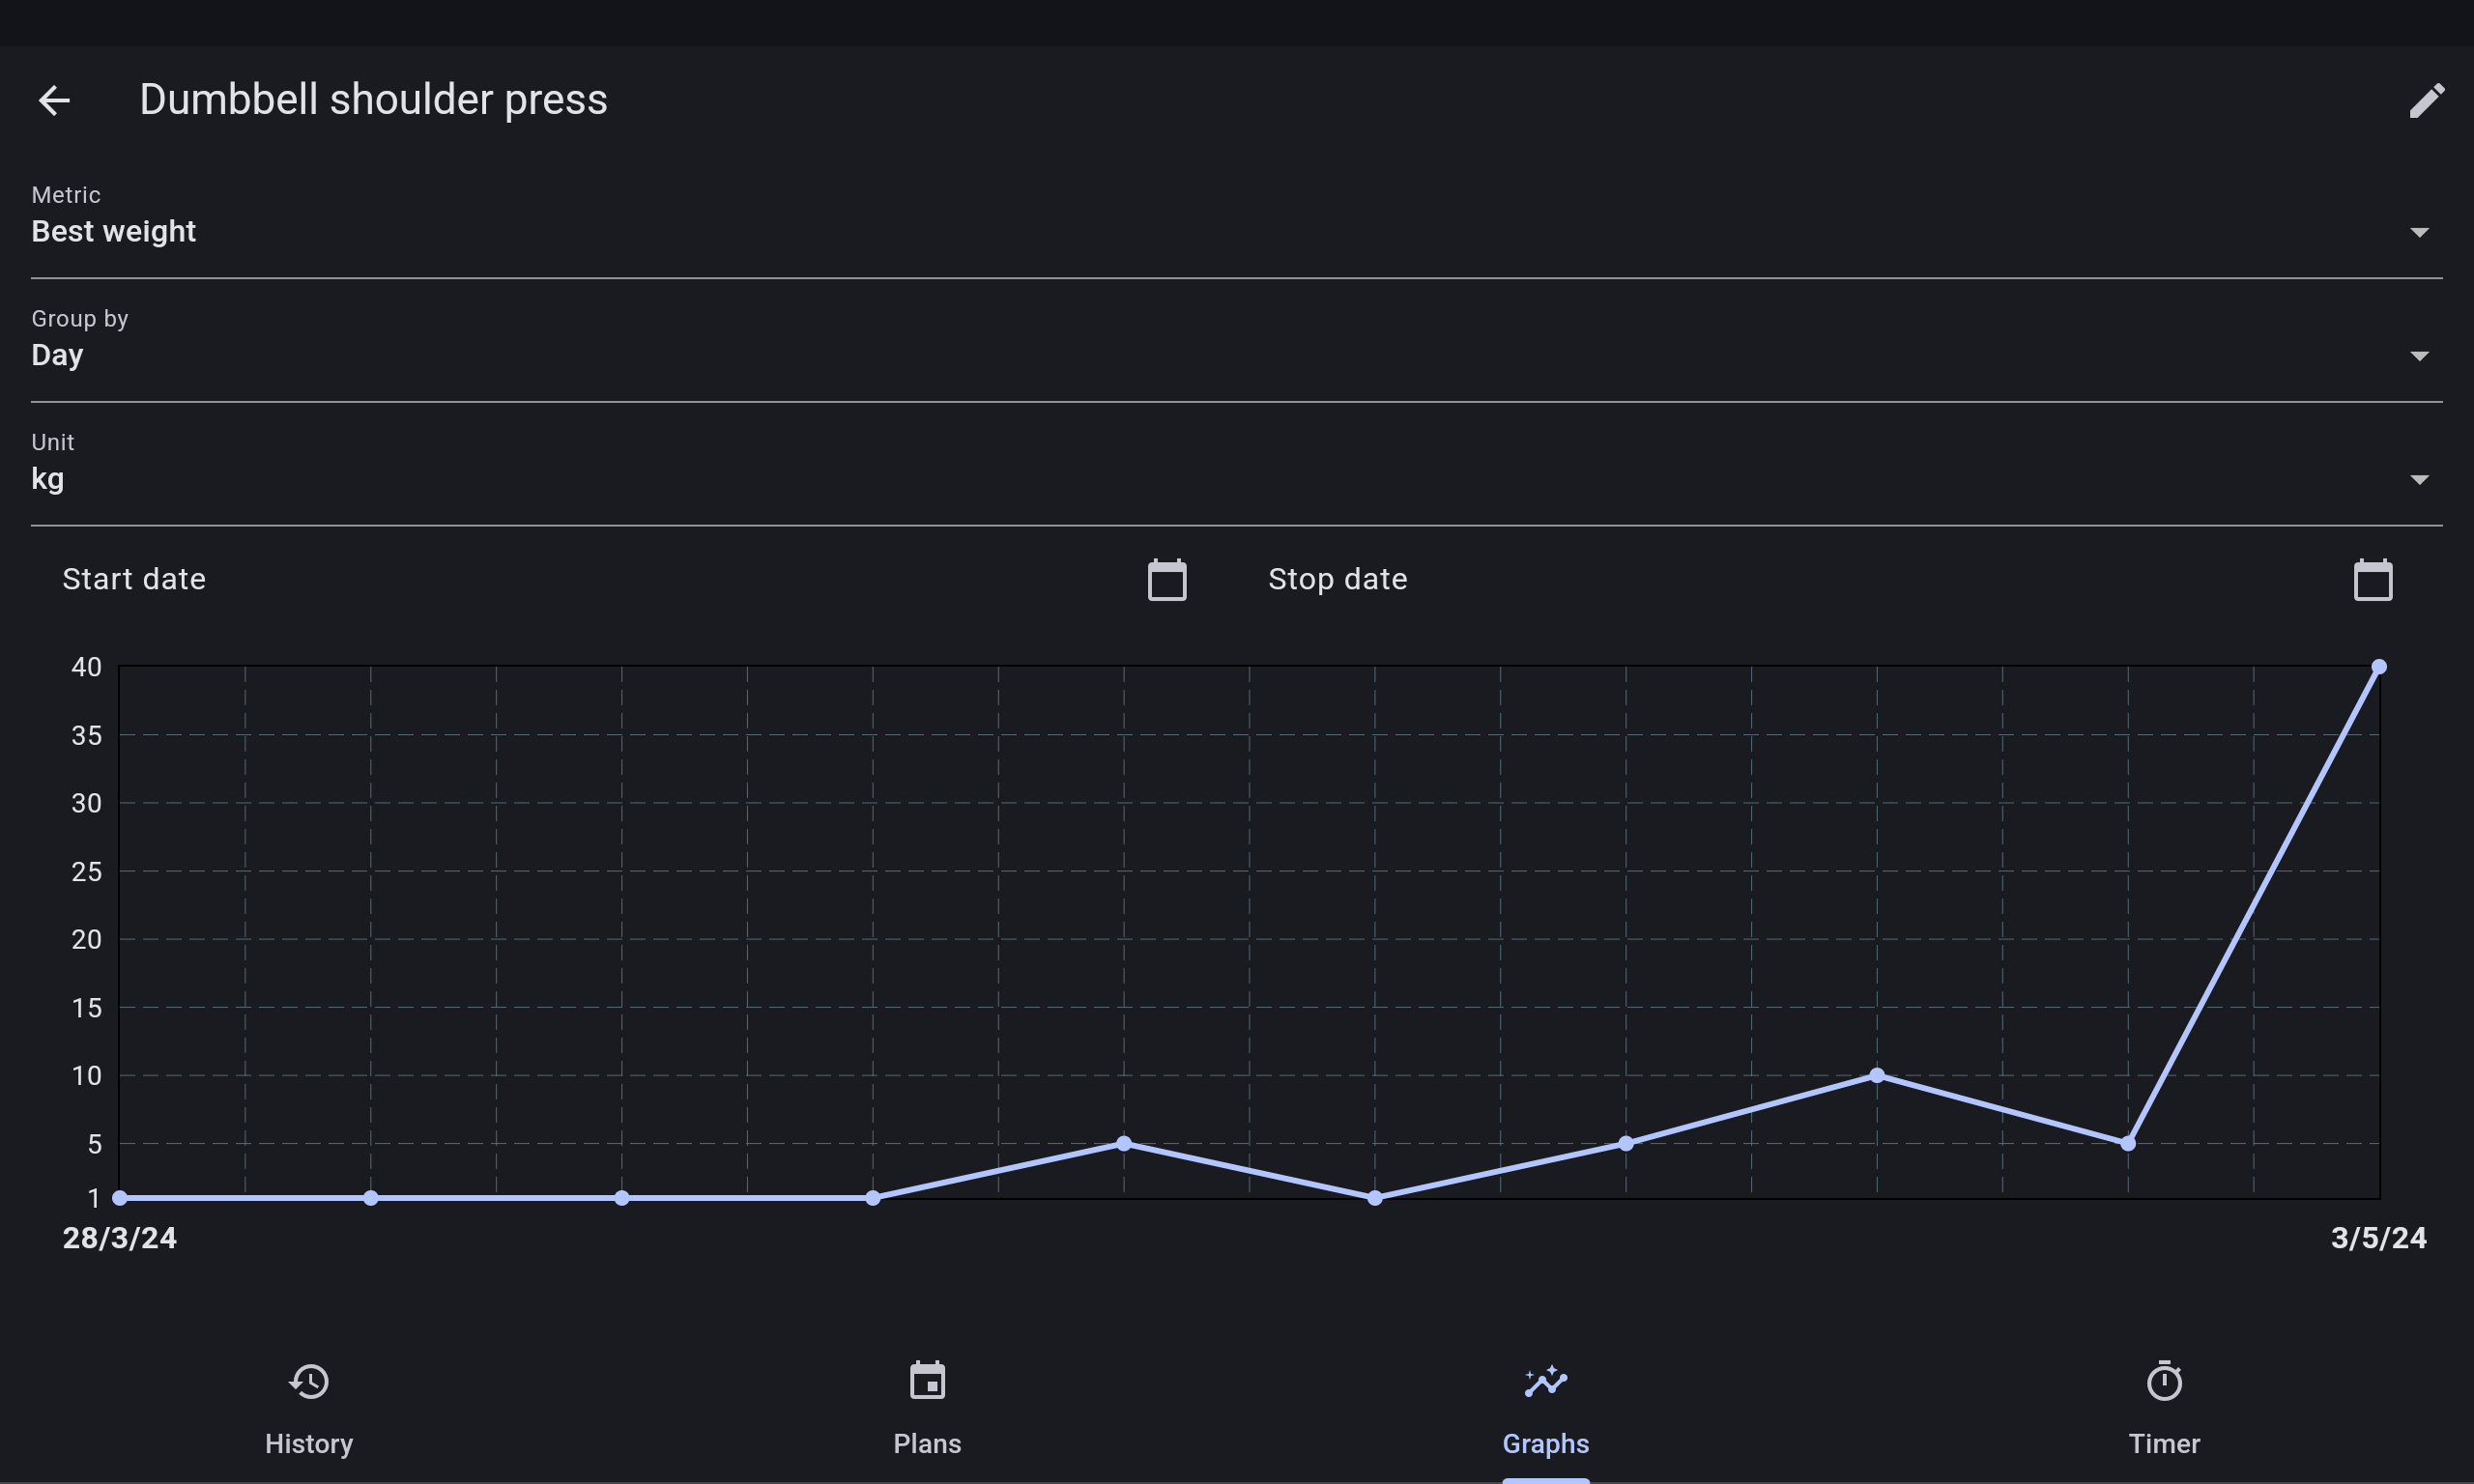 Dumbbell shoulder press
Metric
Best weight
Group by
Day
Unit
kg
Start date
Stop date
40
35
30
25
20
15
10
5
1
28/3/24
3/5/24
History
Plans
Graphs
Timer